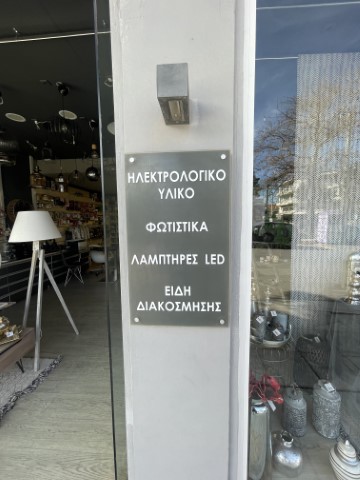 ΗΛΕΚΤΡΟΛΟΓΙΚΟ
ΥΛΙΚΟ
ΦΩΤΙΣΤΙΚΑ
ΛΑΜΠΤΗΡΕΣ LED
ΕΙΔΗ
ΔΙΑΚΟΣΜΗΣΗΣ